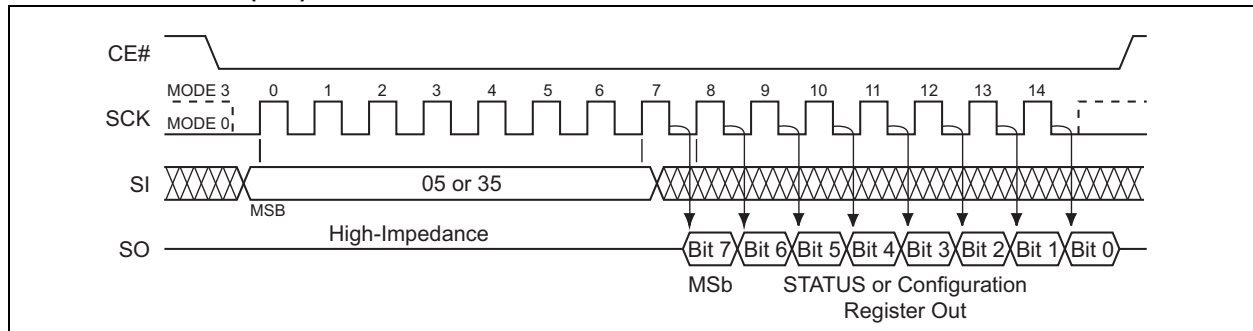 CE#
MODE 3 0 1 2 3 4 5 6 7 8 9 10 11 12 13 14
SCK
MODE 0
SI 05 or 35
MSB
High-Impedance
SO Bit 7 Bit 6 Bit 5 Bit 4 Bit 3 Bit 2 Bit 1 Bit 0
MSb STATUS or Configuration
Register Out